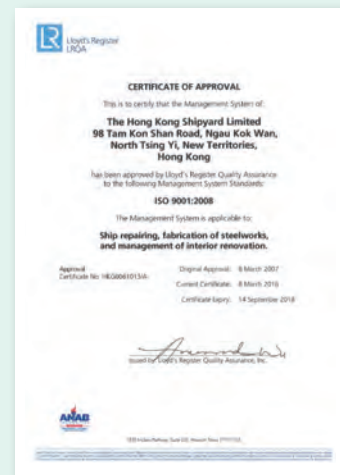 Lloyd's Register
LRQA
CERTIFICATE OF APPROVAL
This is to certify that the Management System of:
The Hong Kong Shipyard Limited
98 Tam Kon Shan Road, Ngau Kok Wan,
North Tsing Yi, New Territories,
Hong Kong
has been approved by Lloyd's Register Quality Assurance
to the following Management System Standards:
ISO 9001:2008
The Management System is applicable to:
Ship repairing, fabrication of steelworks,
and management of interior renovation.
Approval
Certificate No:
Original Approval: 8 March 2007
Current Certificate: 8 March 2016
Certificate Expiry: 14 September 2018
Issued by: Lloyd's Register Quality Assurance, Inc.
ANAB